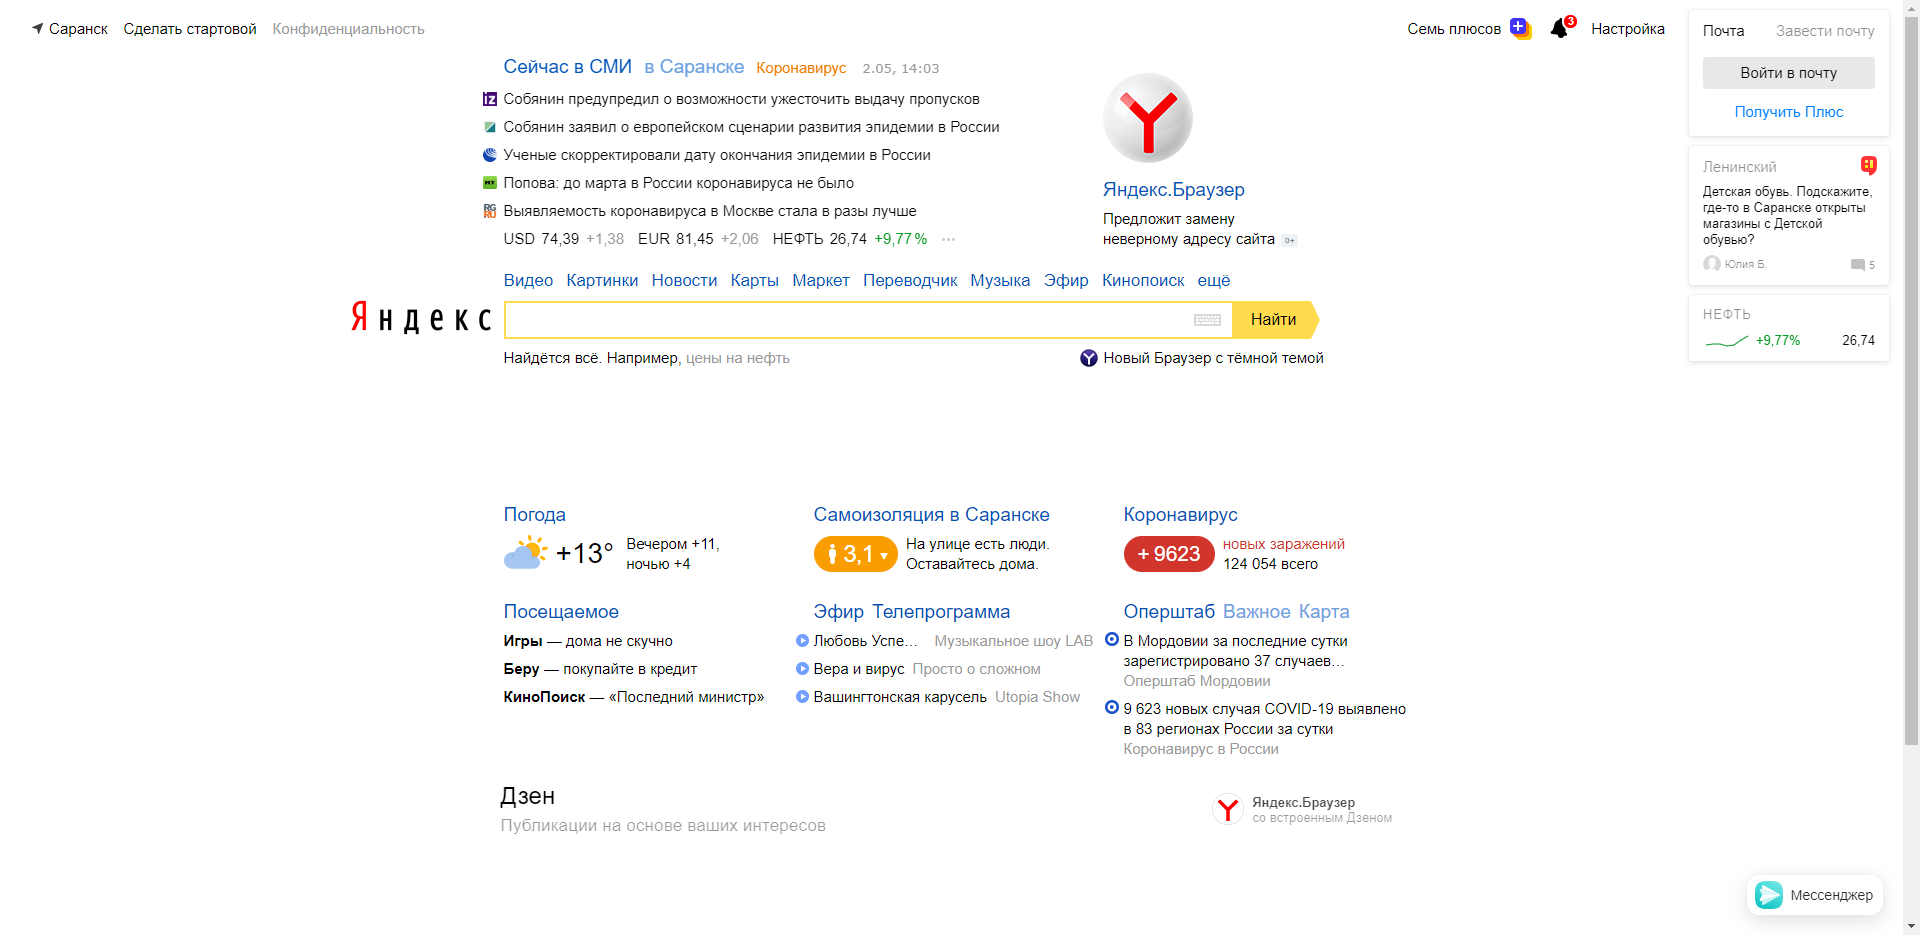 Саранск Сделать стартовой Конфиденциальность
Семь плюсов 3 Настройка
Почта Завести почту
Войти в почту
Получить Плюс
Сейчас в СМИ в Саранске Коронавирус 2.05, 14:03
iz Собянин предупредил о возможности ужесточить выдачу пропусков
Собянин заявил о европейском сценарии развития эпидемии в России
Ученые скорректировали дату окончания эпидемии в России
Попова: до марта в России коронавируса не было
RG RU Выявляемость коронавируса в Москве стала в разы лучше
USD 74,39 +1,38 EUR 81,45 +2,06 НЕФТЬ 26,74 +9,77% ···
Яндекс.Браузер
Предложит замену
неверному адресу сайта 0+
Ленинский
Детская обувь. Подскажите,
где-то в Саранске открыты
магазины с Детской
обувью?
Юлия Б. 5
НЕФТЬ
+9,77% 26,74
Видео Картинки Новости Карты Маркет Переводчик Музыка Эфир Кинопоиск ещё
Яндекс Найти
Найдётся всё. Например, цены на нефть
Новый Браузер с тёмной темой
Погода
+13° Вечером +11,
ночью +4
Самоизоляция в Саранске
3,1 На улице есть люди.
Оставайтесь дома.
Коронавирус
+ 9623 новых заражений
124 054 всего
Посещаемое
Игры — дома не скучно
Беру — покупайте в кредит
КиноПоиск — «Последний министр»
Эфир Телепрограмма
Любовь Успе... Музыкальное шоу LAB
Вера и вирус Просто о сложном
Вашингтонская карусель Utopia Show
Оперштаб Важное Карта
В Мордовии за последние сутки
зарегистрировано 37 случаев...
Оперштаб Мордовии
9 623 новых случая COVID-19 выявлено
в 83 регионах России за сутки
Коронавирус в России
Дзен
Публикации на основе ваших интересов
Яндекс.Браузер
со встроенным Дзеном
Мессенджер